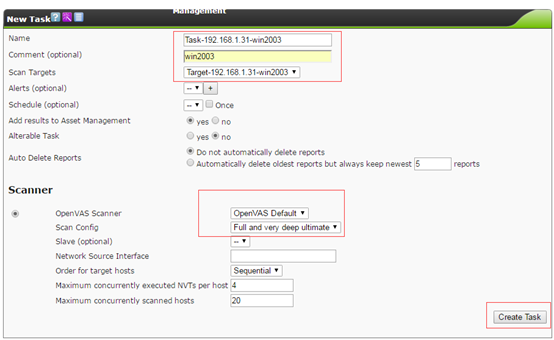 Management
New Task
Name Task-192.168.1.31-win2003
Comment (optional) win2003
Scan Targets Target-192.168.1.31-win2003
Alerts (optional) -- +
Schedule (optional) -- Once
Add results to Asset Management yes no
Alterable Task yes no
Auto Delete Reports Do not automatically delete reports
Automatically delete oldest reports but always keep newest 5 reports
Scanner
OpenVAS Scanner OpenVAS Default
Scan Config Full and very deep ultimate
Slave (optional) --
Network Source Interface
Order for target hosts Sequential
Maximum concurrently executed NVTs per host 4
Maximum concurrently scanned hosts 20
Create Task